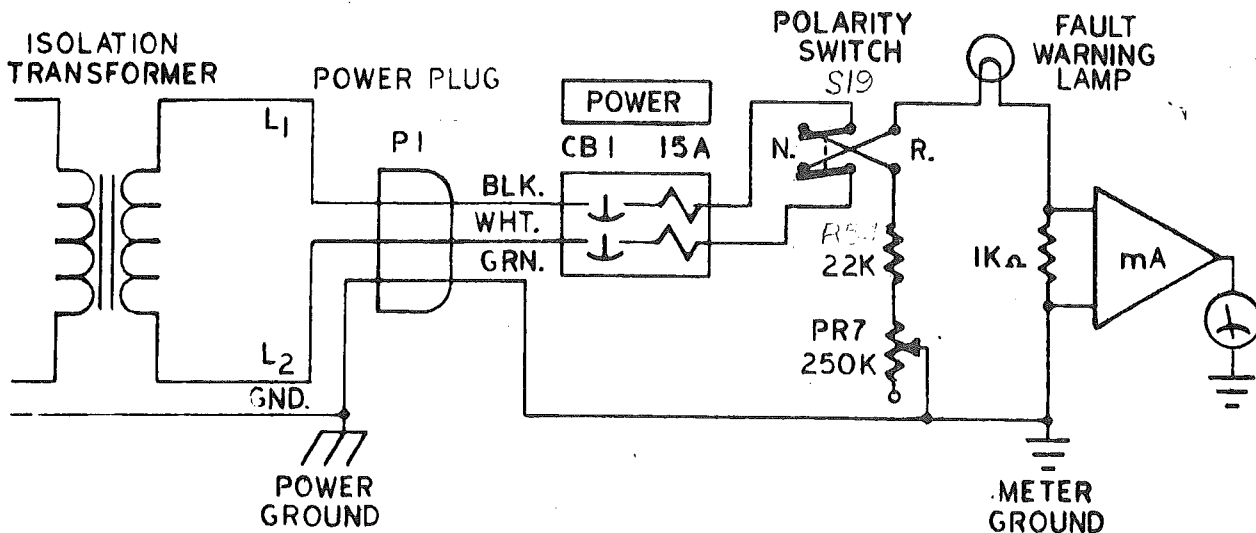 ISOLATION
TRANSFORMER
POWER PLUG
POLARITY
SWITCH
S19
FAULT
WARNING
LAMP
POWER
CB1 15A
P1
L1
N.
R.
BLK.
WHT.
GRN.
22K
1KΩ
mA
PR7
250K
L2
GND.
POWER
GROUND
METER
GROUND